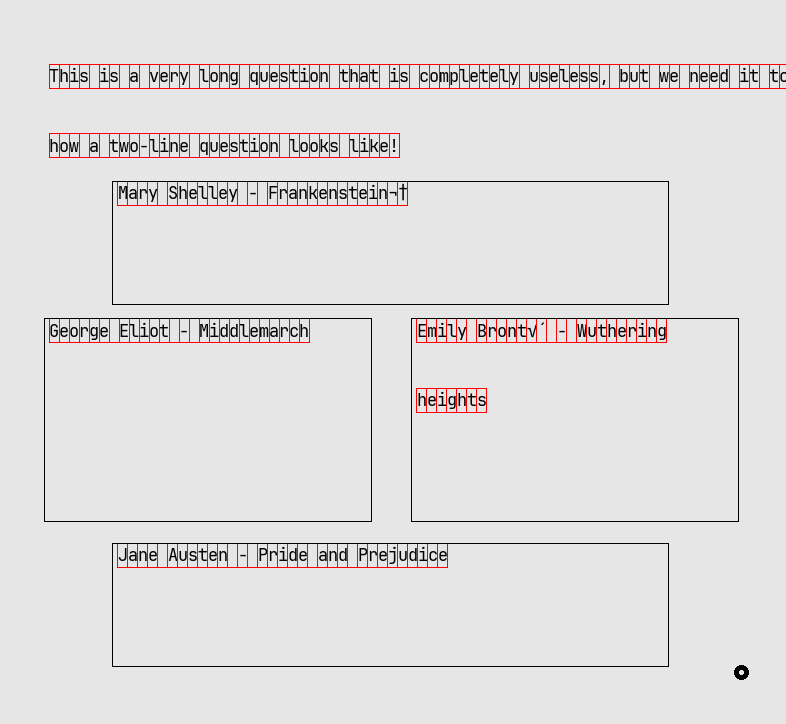 This is a very long question that is completely useless, but we need it to
how a two-line question looks like!
Mary Shelley - Frankenstein¬†
George Eliot - Middlemarch
Emily Brontv´ - Wuthering
heights
Jane Austen - Pride and Prejudice